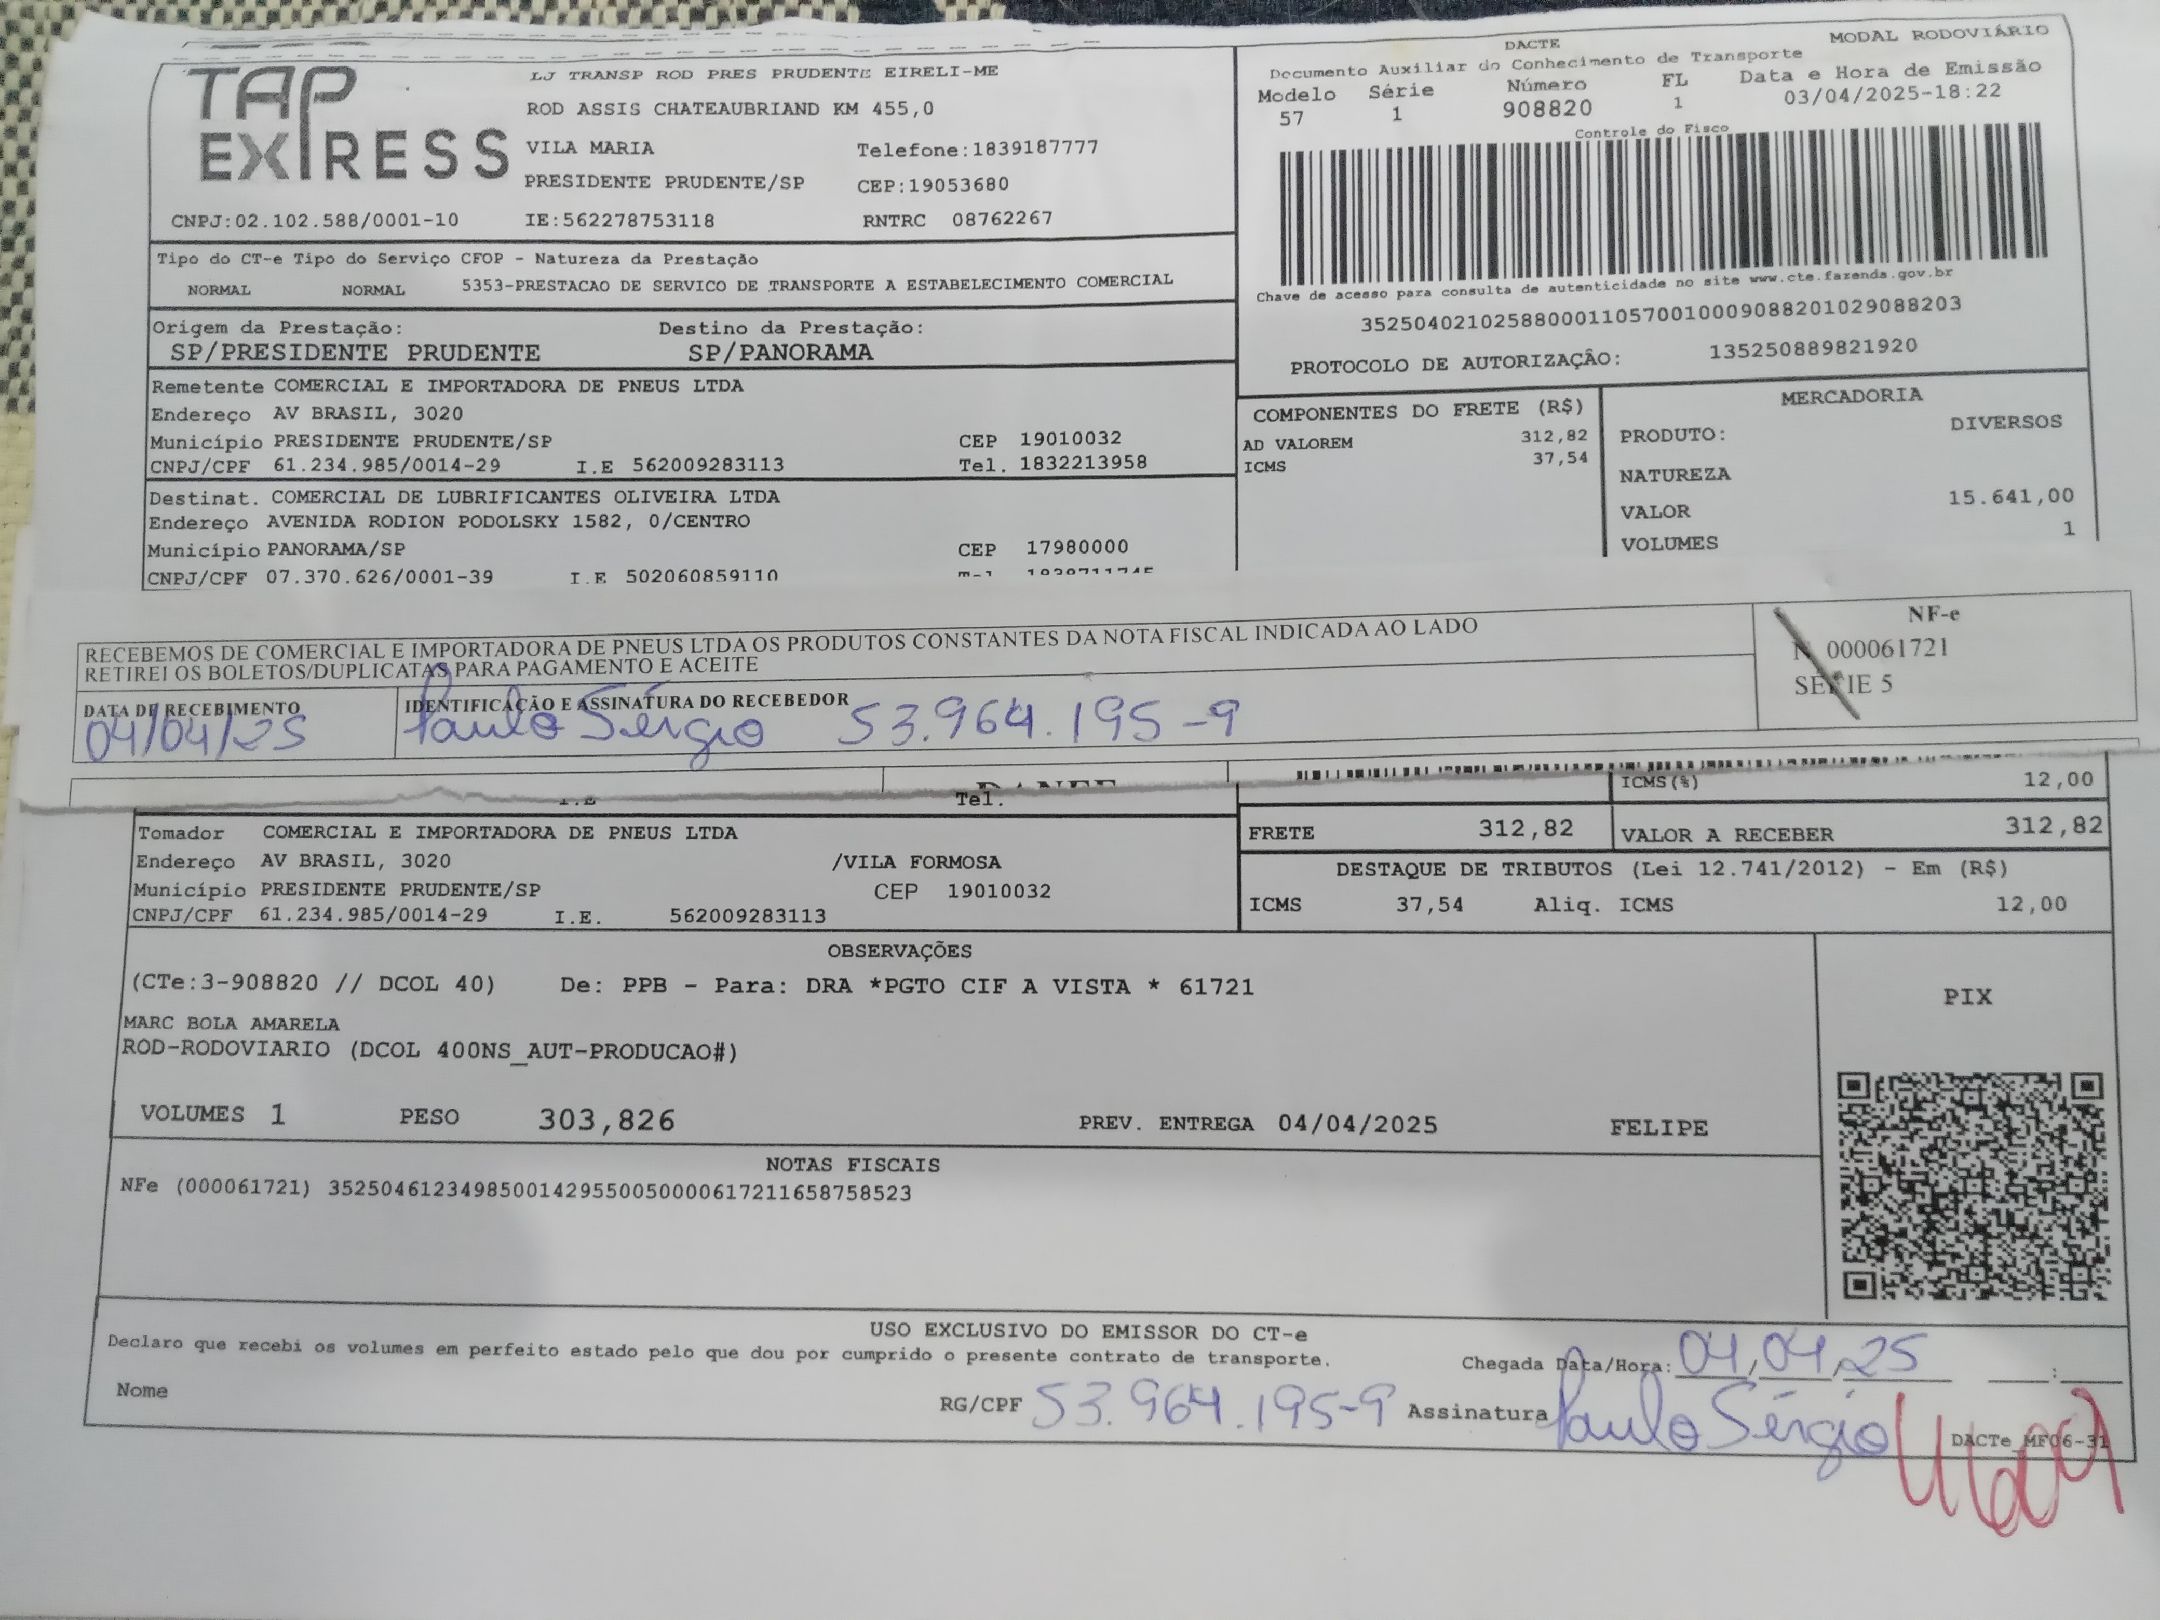 TAP EXPRESS
LJ TRANSP ROD PRES PRUDENTE EIRELI-ME
ROD ASSIS CHATEAUBRIAND KM 455,0
VILA MARIA Telefone:1839187777
PRESIDENTE PRUDENTE/SP CEP:19053680
CNPJ:02.102.588/0001-10 IE:562278753118 RNTRC 08762267
DACTE MODAL RODOVIÁRIO
Documento Auxiliar do Conhecimento de Transporte
Modelo Série Número FL Data e Hora de Emissão
57 1 908820 1 03/04/2025-18:22
Controle do Fisco
Chave de acesso para consulta de autenticidade no site www.cte.fazenda.gov.br
35250402102588000110570010009088201029088203
PROTOCOLO DE AUTORIZAÇÃO: 135250889821920
Tipo do CT-e Tipo do Serviço CFOP - Natureza da Prestação
NORMAL NORMAL 5353-PRESTACAO DE SERVICO DE TRANSPORTE A ESTABELECIMENTO COMERCIAL
Origem da Prestação: Destino da Prestação:
SP/PRESIDENTE PRUDENTE SP/PANORAMA
Remetente COMERCIAL E IMPORTADORA DE PNEUS LTDA
Endereço AV BRASIL, 3020
Município PRESIDENTE PRUDENTE/SP CEP 19010032
CNPJ/CPF 61.234.985/0014-29 I.E 562009283113 Tel. 1832213958
Destinat. COMERCIAL DE LUBRIFICANTES OLIVEIRA LTDA
Endereço AVENIDA RODION PODOLSKY 1582, 0/CENTRO
Município PANORAMA/SP CEP 17980000
CNPJ/CPF 07.370.626/0001-39 I.E 502060859110
COMPONENTES DO FRETE (R$)
AD VALOREM 312,82
ICMS 37,54
MERCADORIA
PRODUTO: DIVERSOS
NATUREZA
VALOR 15.641,00
VOLUMES 1
RECEBEMOS DE COMERCIAL E IMPORTADORA DE PNEUS LTDA OS PRODUTOS CONSTANTES DA NOTA FISCAL INDICADA AO LADO
RETIREI OS BOLETOS/DUPLICATAS PARA PAGAMENTO E ACEITE
NF-e
N. 000061721
SÉRIE 5
DATA DE RECEBIMENTO IDENTIFICAÇÃO E ASSINATURA DO RECEBEDOR
04/04/25 Paulo Sérgio 53.964.195-9
Tel.
ICMS(%) 12,00
Tomador COMERCIAL E IMPORTADORA DE PNEUS LTDA
Endereço AV BRASIL, 3020 /VILA FORMOSA
Município PRESIDENTE PRUDENTE/SP CEP 19010032
CNPJ/CPF 61.234.985/0014-29 I.E. 562009283113
FRETE 312,82 VALOR A RECEBER 312,82
DESTAQUE DE TRIBUTOS (Lei 12.741/2012) - Em (R$)
ICMS 37,54 Aliq. ICMS 12,00
OBSERVAÇÕES
(CTe:3-908820 // DCOL 40) De: PPB - Para: DRA *PGTO CIF A VISTA * 61721
MARC BOLA AMARELA
ROD-RODOVIARIO (DCOL 400NS_AUT-PRODUCAO#)
VOLUMES 1 PESO 303,826 PREV. ENTREGA 04/04/2025 FELIPE
PIX
NOTAS FISCAIS
NFe (000061721) 35250461234985001429550050000617211658758523
USO EXCLUSIVO DO EMISSOR DO CT-e
Declaro que recebi os volumes em perfeito estado pelo que dou por cumprido o presente contrato de transporte.
Chegada Data/Hora: 04/04/25 :
Nome RG/CPF 53.964.195-9 Assinatura Paulo Sérgio
DACTe_MF06-31